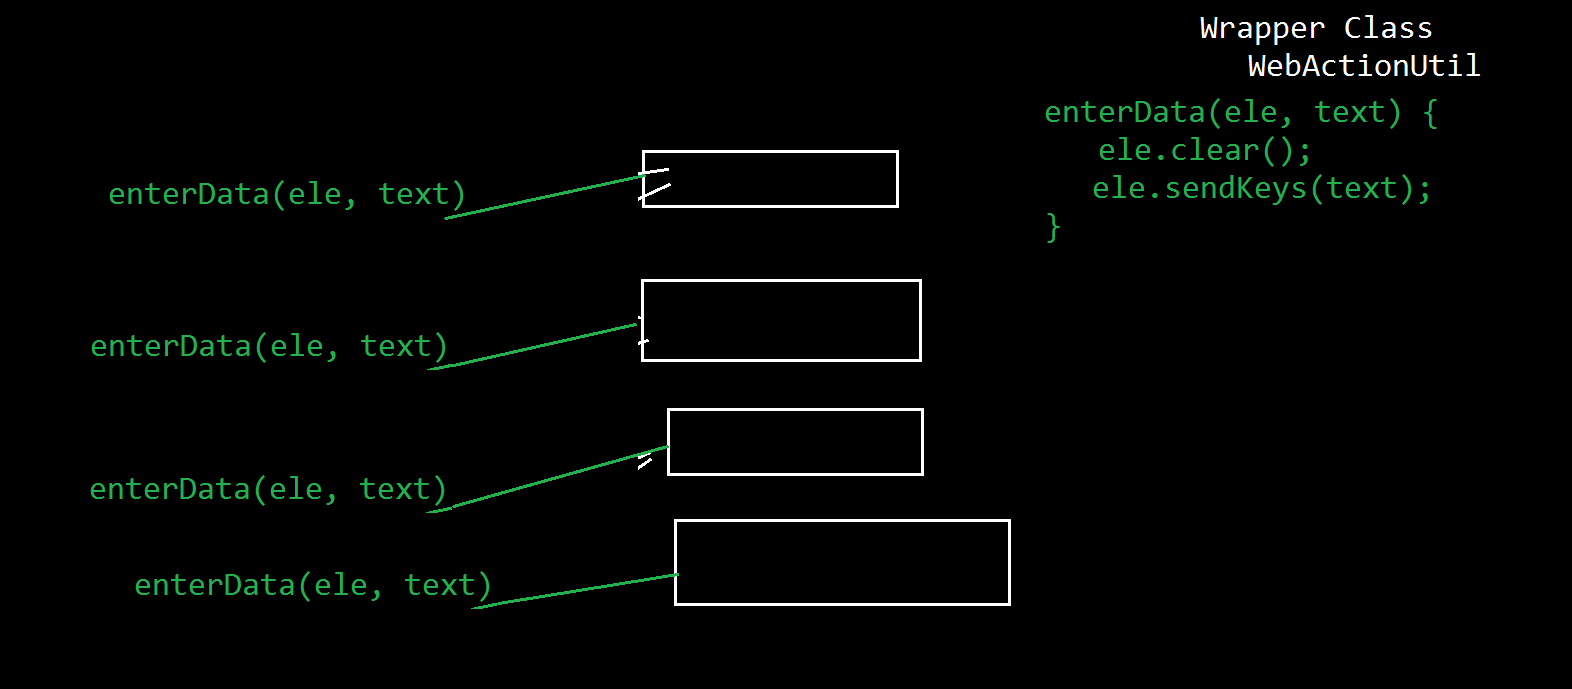 Wrapper Class
WebActionUtil
enterData(ele, text) {
ele.clear();
ele.sendKeys(text);
}
enterData(ele, text)
enterData(ele, text)
enterData(ele, text)
enterData(ele, text)